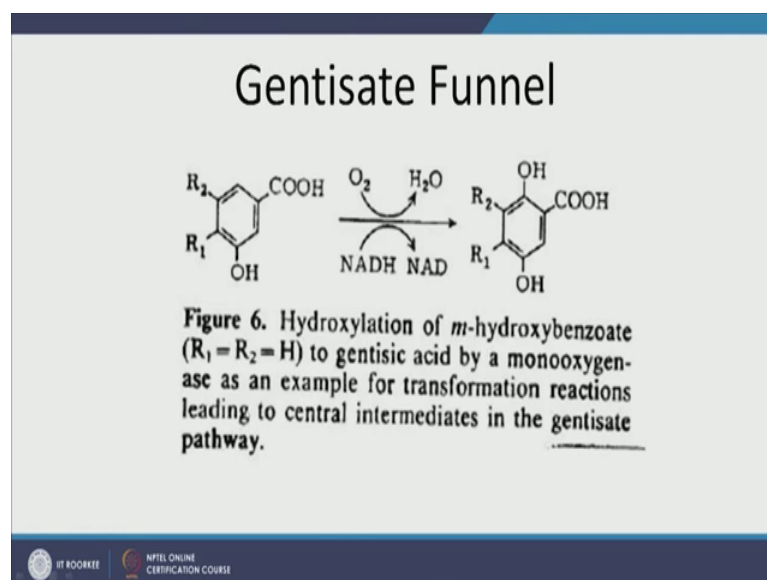 Gentisate Funnel
R₂ COOH O₂ H₂O OH
R₂ COOH
R₁ OH NADH NAD R₁ OH
Figure 6. Hydroxylation of m-hydroxybenzoate
(R₁ = R₂ = H) to gentisic acid by a monooxygen-
ase as an example for transformation reactions
leading to central intermediates in the gentisate
pathway.
IIT ROORKEE
NPTEL ONLINE
CERTIFICATION COURSE